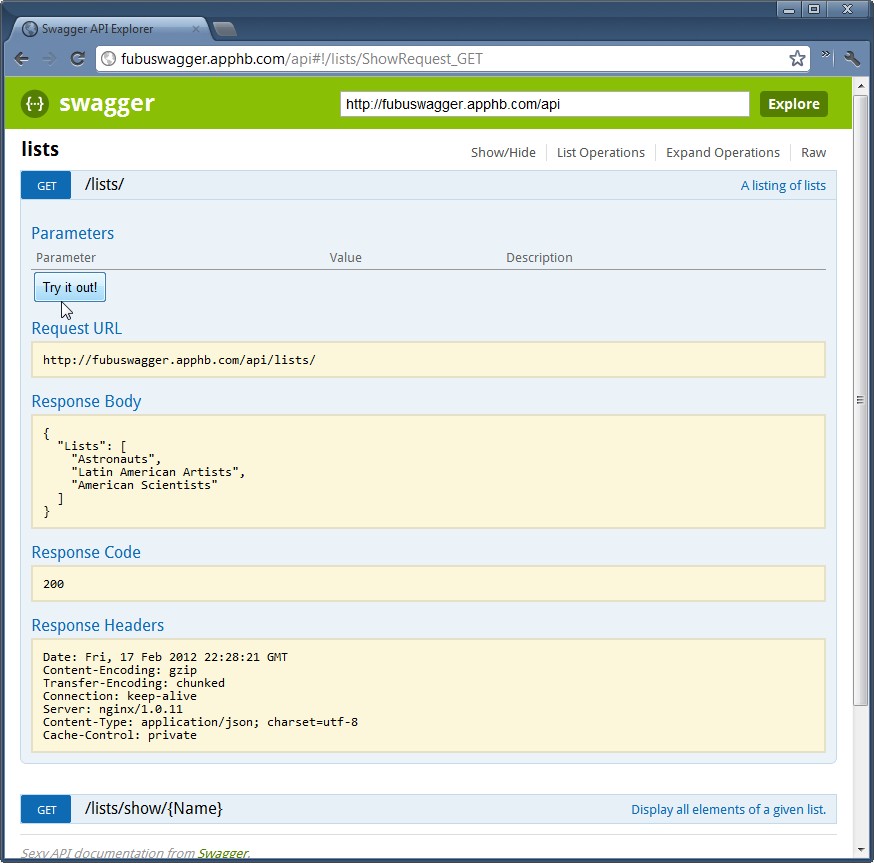 Swagger API Explorer
fubuswagger.apphb.com/api#!/lists/ShowRequest_GET
{··} swagger http://fubuswagger.apphb.com/api Explore
lists Show/Hide List Operations Expand Operations Raw
GET /lists/ A listing of lists
Parameters
Parameter Value Description
Try it out!
Request URL
http://fubuswagger.apphb.com/api/lists/
Response Body
{
"Lists": [
"Astronauts",
"Latin American Artists",
"American Scientists"
]
}
Response Code
200
Response Headers
Date: Fri, 17 Feb 2012 22:28:21 GMT
Content-Encoding: gzip
Transfer-Encoding: chunked
Connection: keep-alive
Server: nginx/1.0.11
Content-Type: application/json; charset=utf-8
Cache-Control: private
GET /lists/show/{Name} Display all elements of a given list.
Sexy API documentation from Swagger.